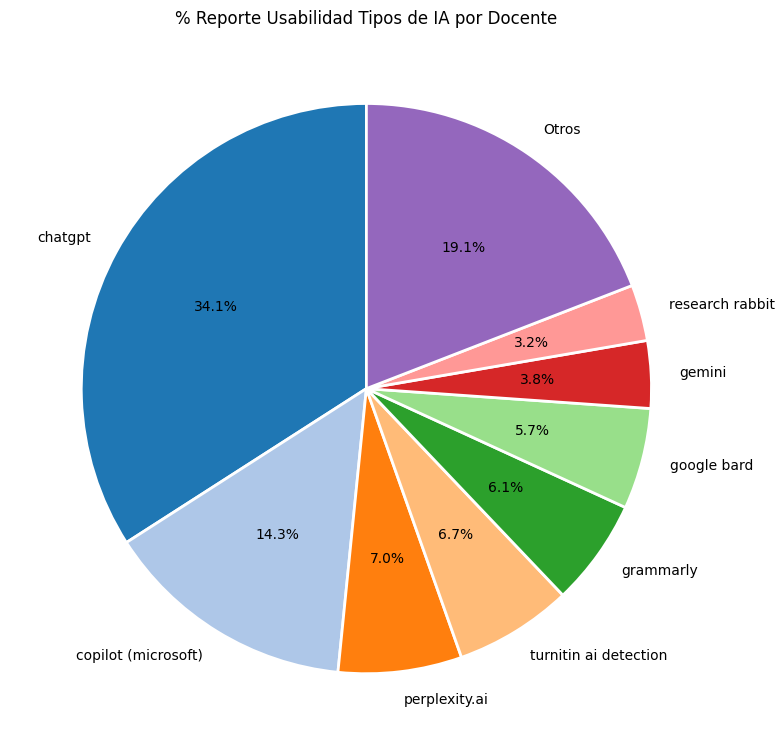 % Reporte Usabilidad Tipos de IA por Docente
Otros
19.1%
chatgpt
34.1%
research rabbit
3.2%
gemini
3.8%
google bard
5.7%
grammarly
6.1%
turnitin ai detection
6.7%
perplexity.ai
7.0%
copilot (microsoft)
14.3%